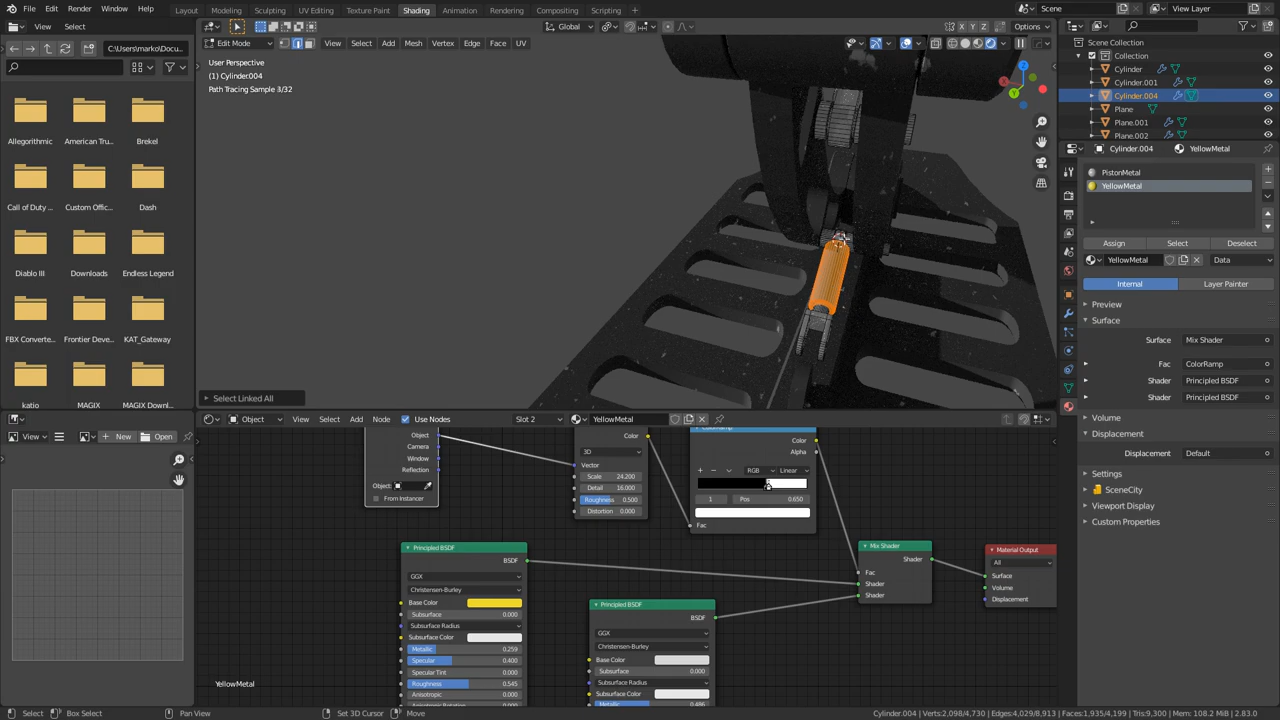 File Edit Render Window Help Layout Modeling Sculpting UV Editing Texture Paint Shading Animation Rendering Compositing Scripting + Scene View Layer
View Select C:\Users\marko\Docu...
Allegorithmic American Tru... Brekel
Call of Duty ... Custom Offic... Dash
Diablo III Downloads Endless Legend
FBX Converte... Frontier Deve... KAT_Gateway
katio MAGIX MAGIX Downl...
Global X Y Z Options
Edit Mode View Select Add Mesh Vertex Edge Face UV
User Perspective
(1) Cylinder.004
Path Tracing Sample 3/32
Z
Y
Select Linked All
Scene Collection
Collection
Cylinder
Cylinder.001
Cylinder.004
Plane
Plane.001
Plane.002
Cylinder.004 YellowMetal
PistonMetal
YellowMetal
Assign Select Deselect
YellowMetal Data
Internal Layer Painter
Preview
Surface
Surface Mix Shader
Fac ColorRamp
Shader Principled BSDF
Shader Principled BSDF
Volume
Displacement
Displacement Default
Settings
SceneCity
Viewport Display
Custom Properties
View + New Open
Object View Select Add Node Use Nodes Slot 2 YellowMetal
Object
Camera
Window
Reflection
Object:
From Instancer
Color
3D
Vector
Scale 24.200
Detail 16.000
Roughness 0.500
Distortion 0.000
ColorRamp
Color
Alpha
RGB Linear
1 Pos 0.650
Fac
Principled BSDF
BSDF
GGX
Christensen-Burley
Base Color
Subsurface 0.000
Subsurface Radius
Subsurface Color
Metallic 0.259
Specular 0.400
Specular Tint 0.000
Roughness 0.545
Anisotropic 0.000
Principled BSDF
BSDF
GGX
Christensen-Burley
Base Color
Subsurface 0.000
Subsurface Radius
Subsurface Color
Metallic 0.486
Mix Shader
Shader
Fac
Shader
Shader
Material Output
All
Surface
Volume
Displacement
YellowMetal
Select Box Select Pan View Set 3D Cursor Move Cylinder.004 | Verts:2,098/4,730 | Edges:4,029/8,913 | Faces:1,935/4,199 | Tris:9,300 | Mem: 108.2 MiB | 2.83.0